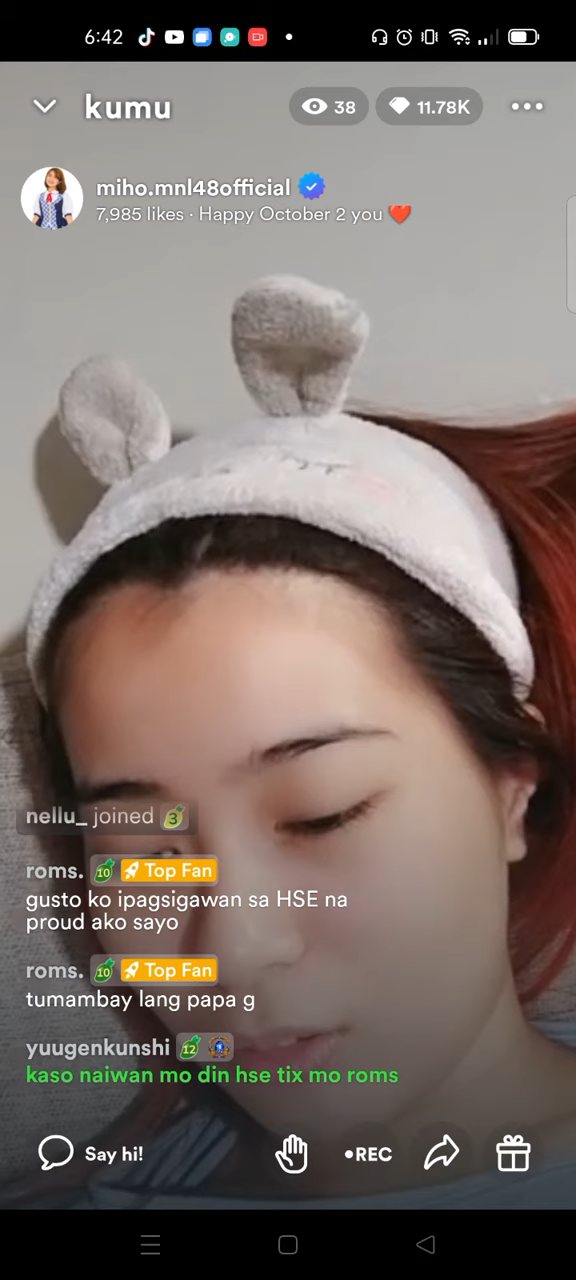 6:42
kumu
38
11.78K
miho.mnl48official
7,985 likes · Happy October 2 you ❤️
nellu_ joined 3
roms. 10 Top Fan
gusto ko ipagsigawan sa HSE na
proud ako sayo
roms. 10 Top Fan
tumambay lang papa g
yuugenkunshi 12
kaso naiwan mo din hse tix mo roms
Say hi!
•REC